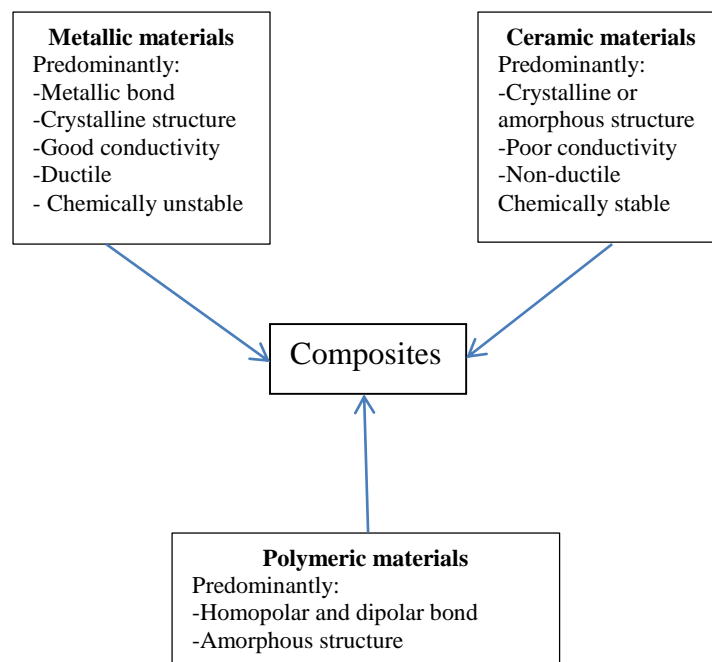 Metallic materials
Predominantly:
-Metallic bond
-Crystalline structure
-Good conductivity
-Ductile
- Chemically unstable
Ceramic materials
Predominantly:
-Crystalline or
amorphous structure
-Poor conductivity
-Non-ductile
Chemically stable
Composites
Polymeric materials
Predominantly:
-Homopolar and dipolar bond
-Amorphous structure